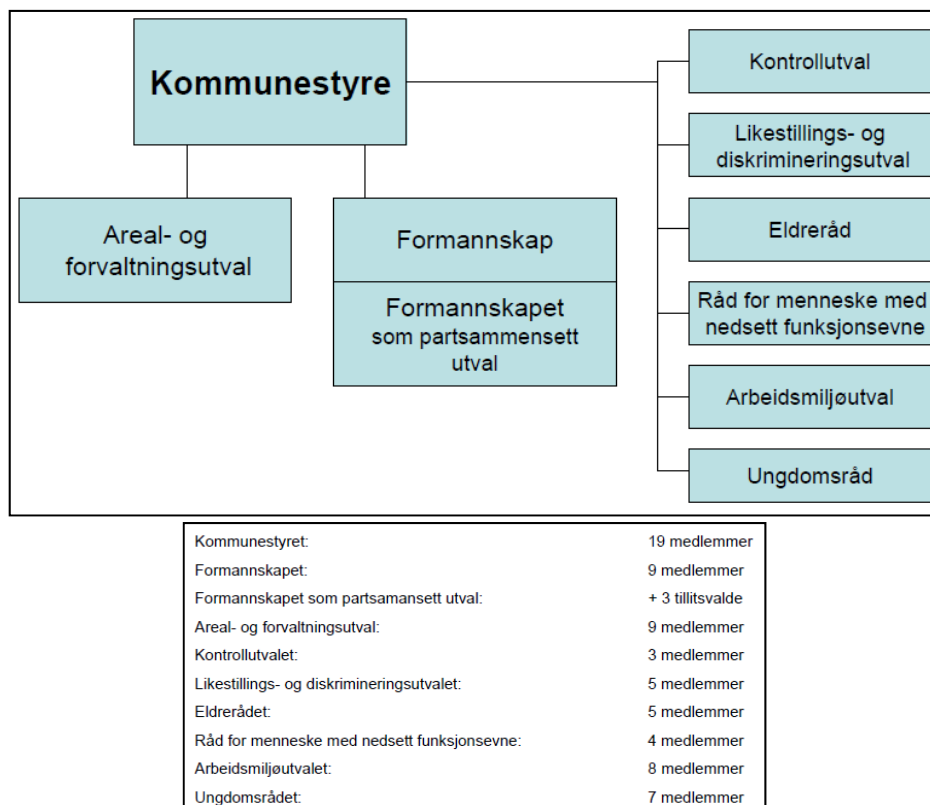 Kommunestyre
Areal- og
forvaltningsutval
Formannskap
Formannskapet
som partsammensett
utval
Kontrollutval
Likestillings- og
diskrimineringsutval
Eldreråd
Råd for menneske med
nedsett funksjonsevne
Arbeidsmiljøutval
Ungdomsråd
Kommunestyret: 19 medlemmer
Formannskapet: 9 medlemmer
Formannskapet som partsamansett utval: + 3 tillitsvalde
Areal- og forvaltningsutval: 9 medlemmer
Kontrollutvalet: 3 medlemmer
Likestillings- og diskrimineringsutvalet: 5 medlemmer
Eldrerådet: 5 medlemmer
Råd for menneske med nedsett funksjonsevne: 4 medlemmer
Arbeidsmiljøutvalet: 8 medlemmer
Ungdomsrådet: 7 medlemmer